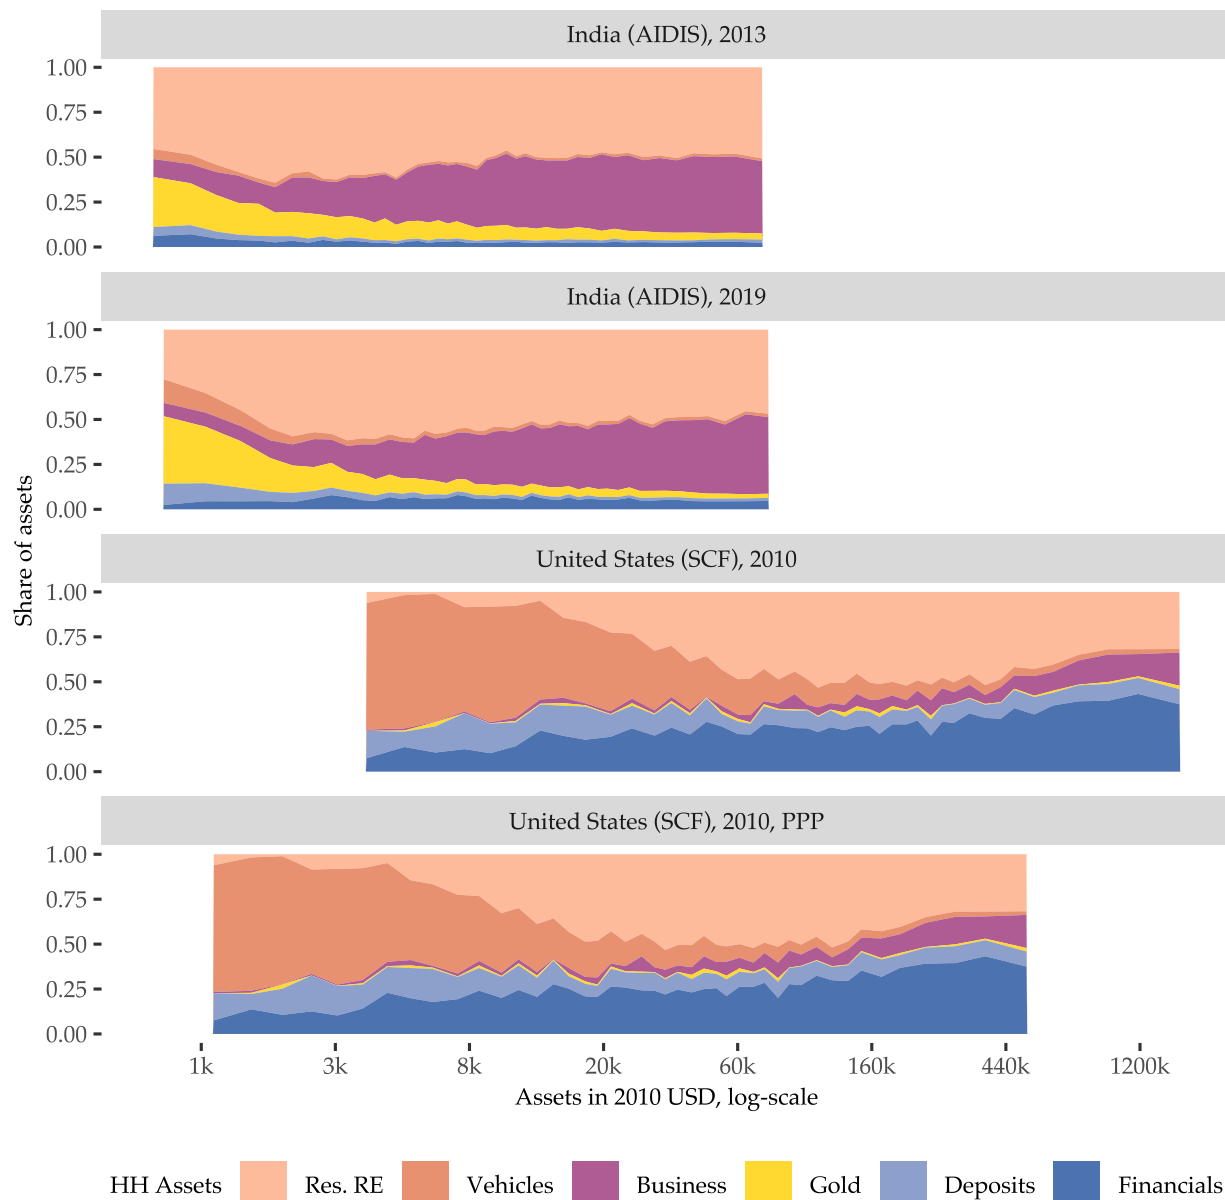 India (AIDIS), 2013
1.00
0.75
0.50
0.25
0.00
India (AIDIS), 2019
1.00
0.75
0.50
0.25
0.00
Share of assets
United States (SCF), 2010
1.00
0.75
0.50
0.25
0.00
United States (SCF), 2010, PPP
1.00
0.75
0.50
0.25
0.00
1k 3k 8k 20k 60k 160k 440k 1200k
Assets in 2010 USD, log-scale
HH Assets Res. RE Vehicles Business Gold Deposits Financials